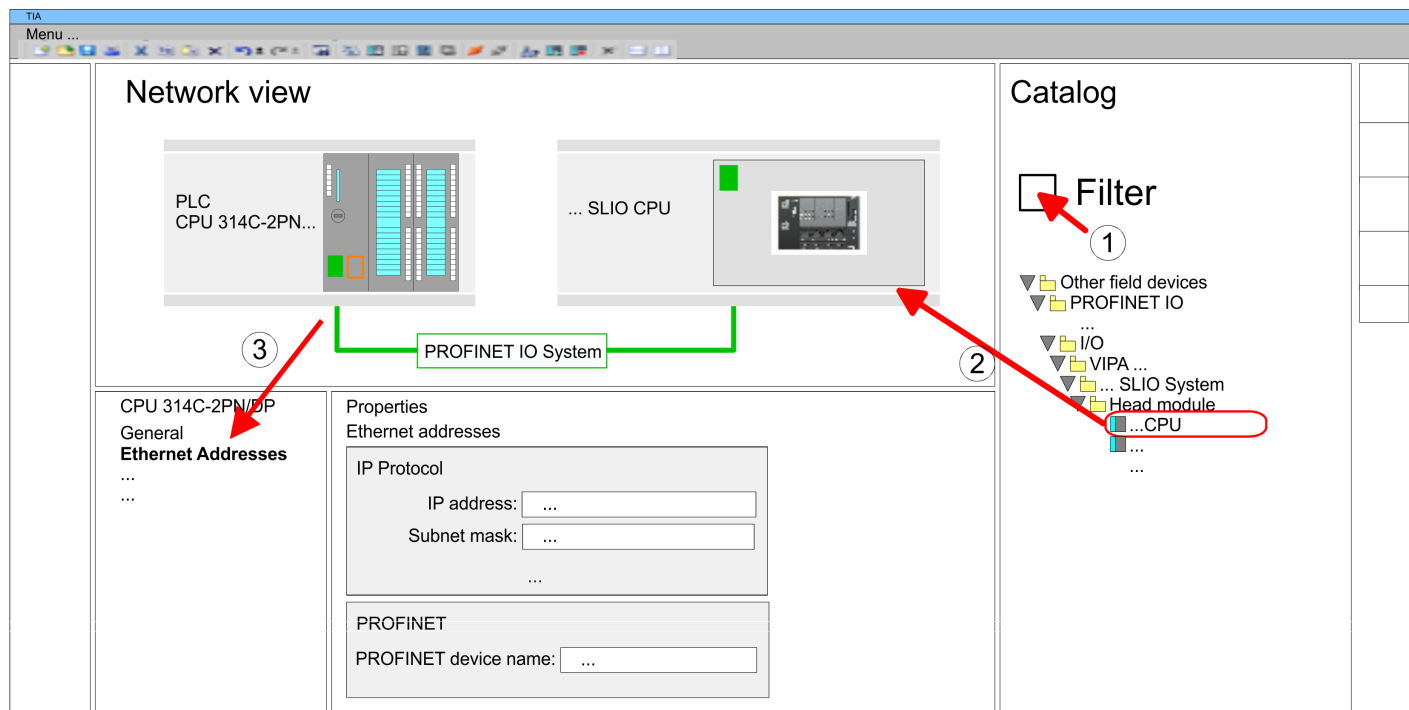 TIA
Menu ...
Network view
PLC
CPU 314C-2PN...
... SLIO CPU
PROFINET IO System
3
2
Catalog
Filter
1
Other field devices
PROFINET IO
...
I/O
VIPA ...
... SLIO System
Head module
...CPU
...
...
CPU 314C-2PN/DP
General
Ethernet Addresses
...
...
Properties
Ethernet addresses
IP Protocol
IP address: ...
Subnet mask: ...
...
PROFINET
PROFINET device name: ...